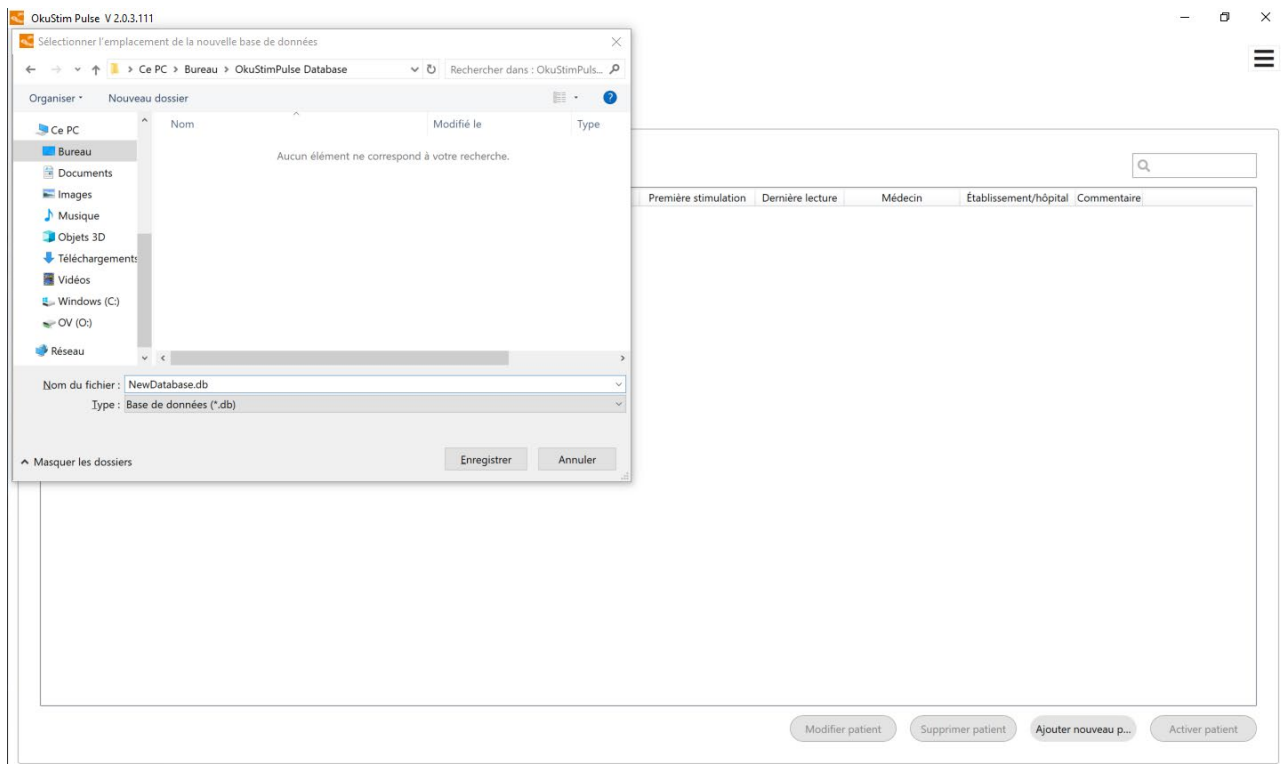 OkuStim Pulse V 2.0.3.111
Sélectionner l'emplacement de la nouvelle base de données
Ce PC > Bureau > OkuStimPulse Database
Rechercher dans : OkuStimPuls...
Organiser
Nouveau dossier
Ce PC
Bureau
Documents
Images
Musique
Objets 3D
Téléchargements
Vidéos
Windows (C:)
OV (O:)
Réseau
Nom
Modifié le
Type
Aucun élément ne correspond à votre recherche.
Nom du fichier : NewDatabase.db
Type : Base de données (*.db)
Masquer les dossiers
Enregistrer
Annuler
Première stimulation
Dernière lecture
Médecin
Établissement/hôpital
Commentaire
Modifier patient
Supprimer patient
Ajouter nouveau p...
Activer patient